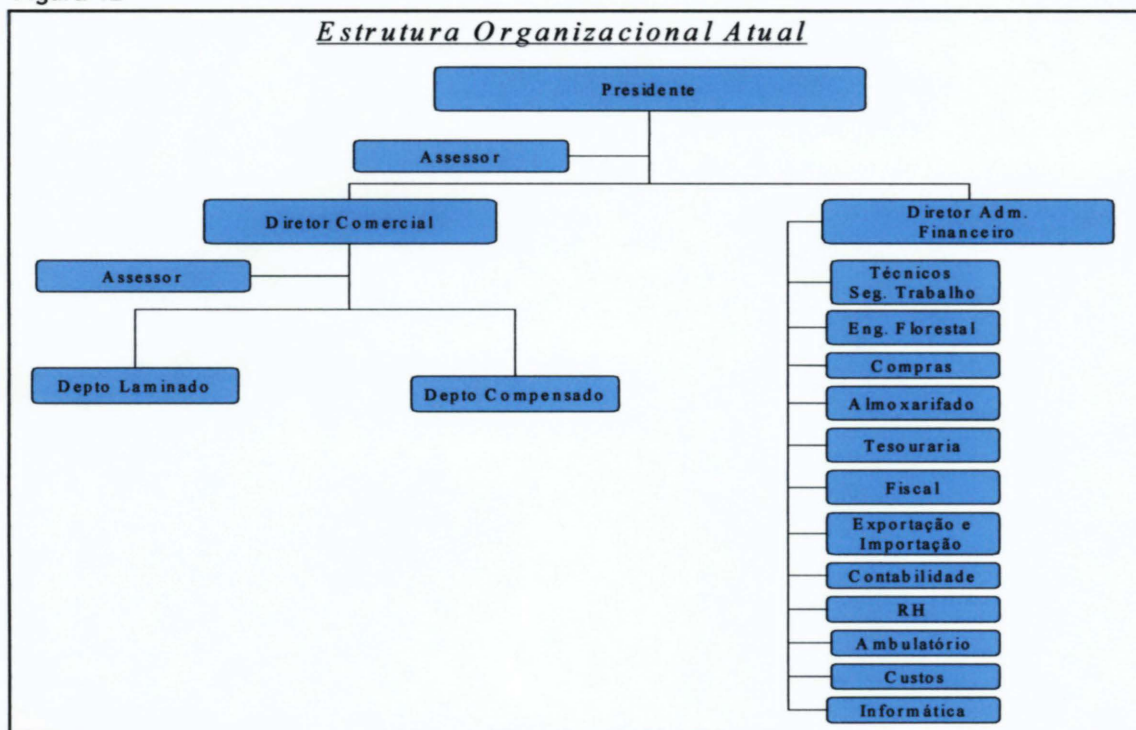 Estrutura Organizacional Atual
Presidente
Assessor
Diretor Comercial
Diretor Adm.
Financeiro
Assessor
Técnicos
Seg. Trabalho
Eng. Florestal
Depto Laminado
Depto Compensado
Compras
Almoxarifado
Tesouraria
Fiscal
Exportação e
Importação
Contabilidade
RH
Ambulatório
Custos
Informática